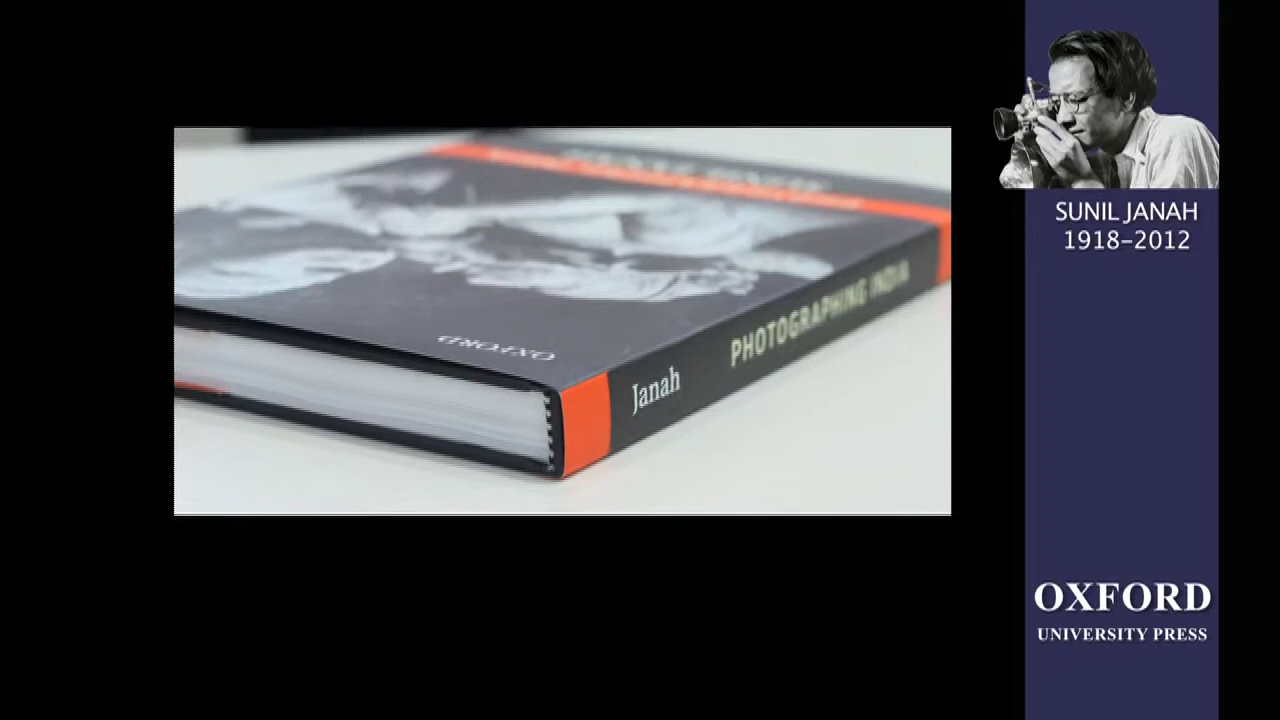 OXFORD
Janah
PHOTOGRAPHING INDIA
SUNIL JANAH
1918–2012
OXFORD
UNIVERSITY PRESS